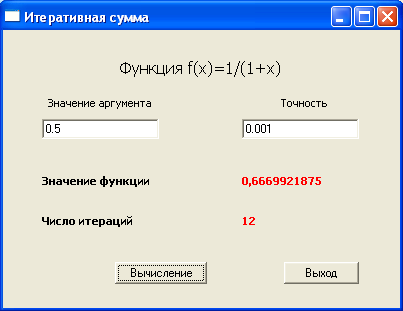 Итеративная сумма
Функция f(x)=1/(1+x)
Значение аргумента Точность
0.5 0.001
Значение функции 0,6669921875
Число итераций 12
Вычисление Выход